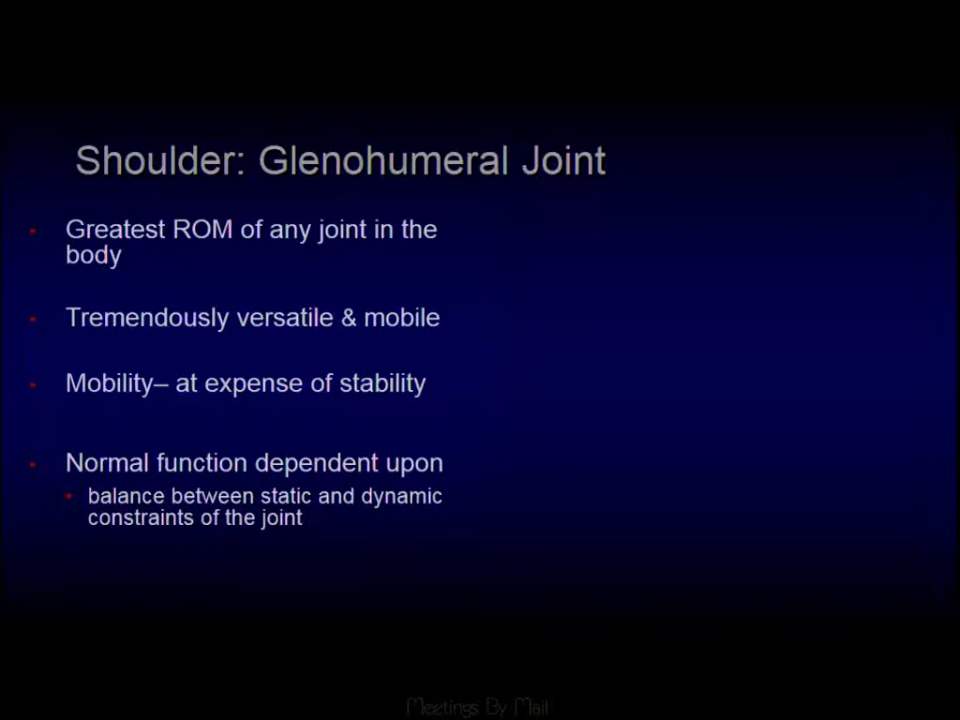 Shoulder: Glenohumeral Joint
Greatest ROM of any joint in the
body
Tremendously versatile & mobile
Mobility– at expense of stability
Normal function dependent upon
balance between static and dynamic
constraints of the joint
Meetings By Mail